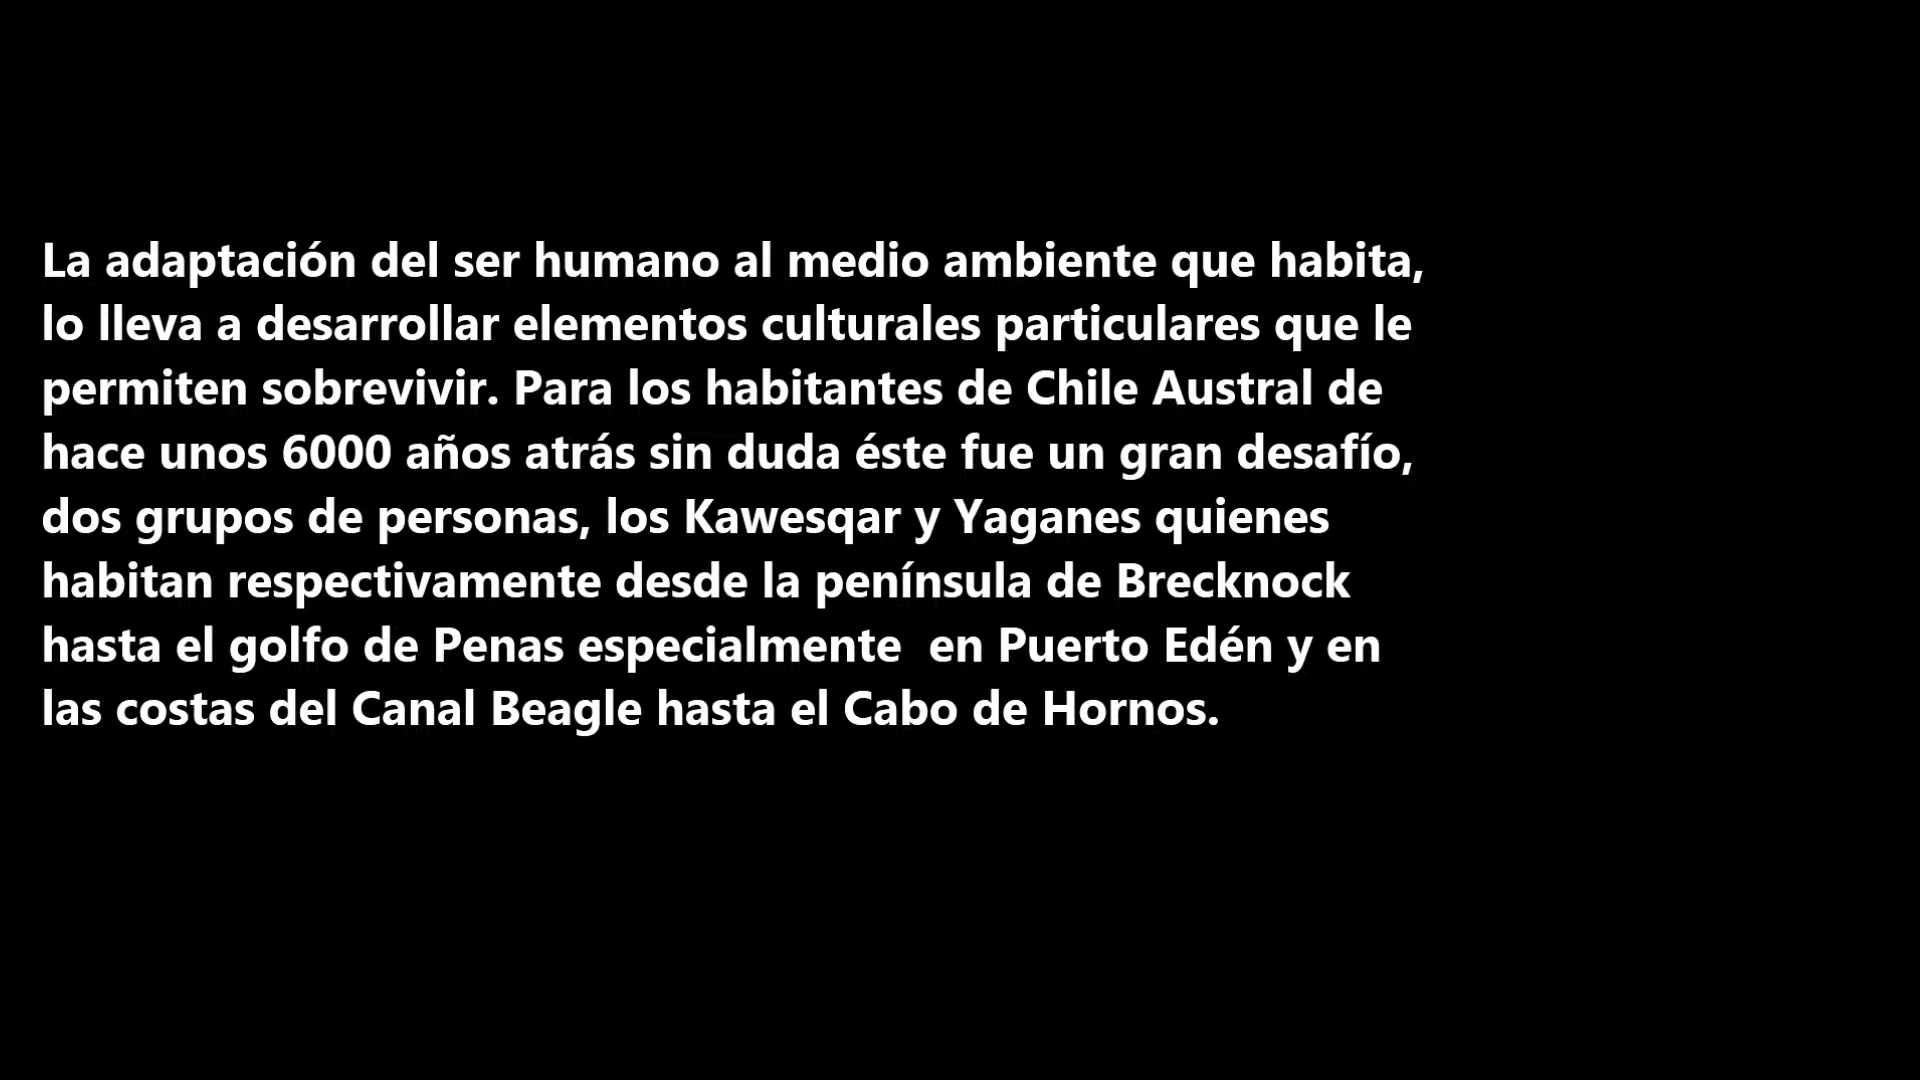 La adaptación del ser humano al medio ambiente que habita,
lo lleva a desarrollar elementos culturales particulares que le
permiten sobrevivir. Para los habitantes de Chile Austral de
hace unos 6000 años atrás sin duda éste fue un gran desafío,
dos grupos de personas, los Kawesqar y Yaganes quienes
habitan respectivamente desde la península de Brecknock
hasta el golfo de Penas especialmente  en Puerto Edén y en
las costas del Canal Beagle hasta el Cabo de Hornos.